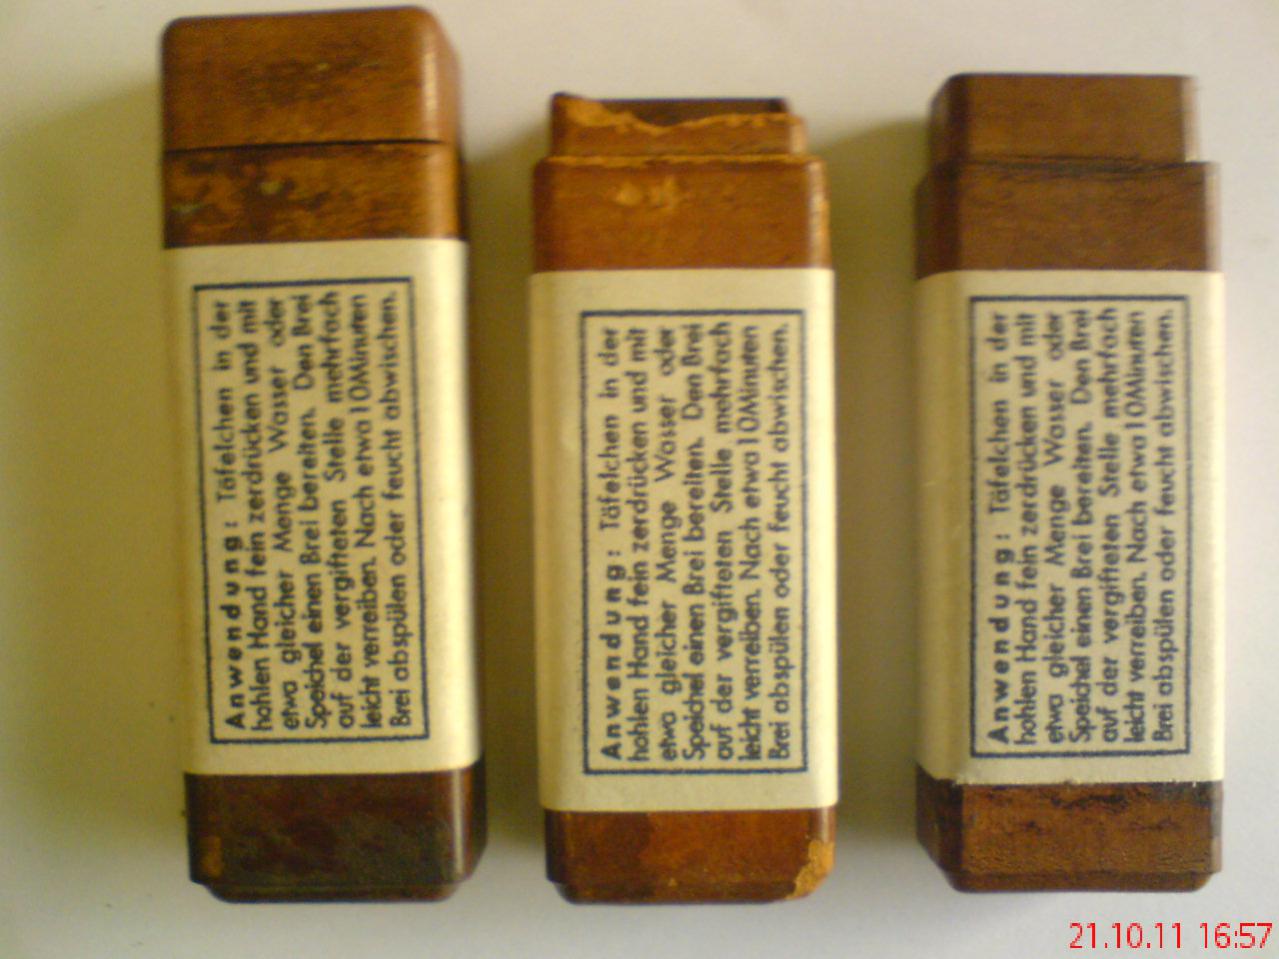 Anwendung: Täfelchen in der
hohlen Hand fein zerdrücken und mit
etwa gleicher Menge Wasser oder
Speichel einen Brei bereiten. Den Brei
auf der vergifteten Stelle mehrfach
leicht verreiben. Nach etwa 10 Minuten
Brei abspülen oder feucht abwischen.
Anwendung: Täfelchen in der
hohlen Hand fein zerdrücken und mit
etwa gleicher Menge Wasser oder
Speichel einen Brei bereiten. Den Brei
auf der vergifteten Stelle mehrfach
leicht verreiben. Nach etwa 10 Minuten
Brei abspülen oder feucht abwischen.
Anwendung: Täfelchen in der
hohlen Hand fein zerdrücken und mit
etwa gleicher Menge Wasser oder
Speichel einen Brei bereiten. Den Brei
auf der vergifteten Stelle mehrfach
leicht verreiben. Nach etwa 10 Minuten
Brei abspülen oder feucht abwischen.
21.10.11 16:57